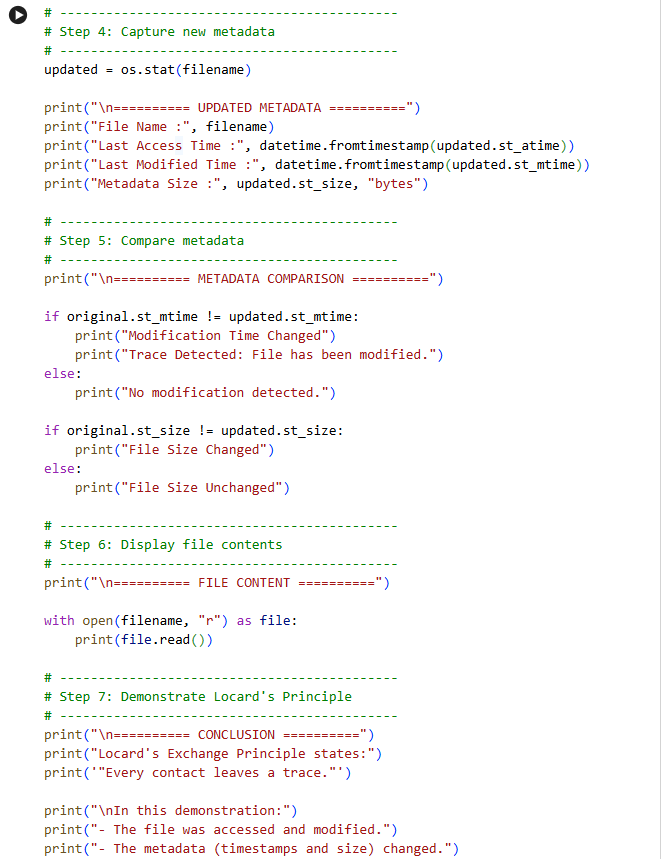 # --------------------------------------------
# Step 4: Capture new metadata
# --------------------------------------------
updated = os.stat(filename)

print("\n========== UPDATED METADATA ==========")
print("File Name :", filename)
print("Last Access Time :", datetime.fromtimestamp(updated.st_atime))
print("Last Modified Time :", datetime.fromtimestamp(updated.st_mtime))
print("Metadata Size :", updated.st_size, "bytes")

# --------------------------------------------
# Step 5: Compare metadata
# --------------------------------------------
print("\n========== METADATA COMPARISON ==========")

if original.st_mtime != updated.st_mtime:
    print("Modification Time Changed")
    print("Trace Detected: File has been modified.")
else:
    print("No modification detected.")

if original.st_size != updated.st_size:
    print("File Size Changed")
else:
    print("File Size Unchanged")

# --------------------------------------------
# Step 6: Display file contents
# --------------------------------------------
print("\n========== FILE CONTENT ==========")

with open(filename, "r") as file:
    print(file.read())

# --------------------------------------------
# Step 7: Demonstrate Locard's Principle
# --------------------------------------------
print("\n========== CONCLUSION ==========")
print("Locard's Exchange Principle states:")
print('"Every contact leaves a trace."')

print("\nIn this demonstration:")
print("- The file was accessed and modified.")
print("- The metadata (timestamps and size) changed.")